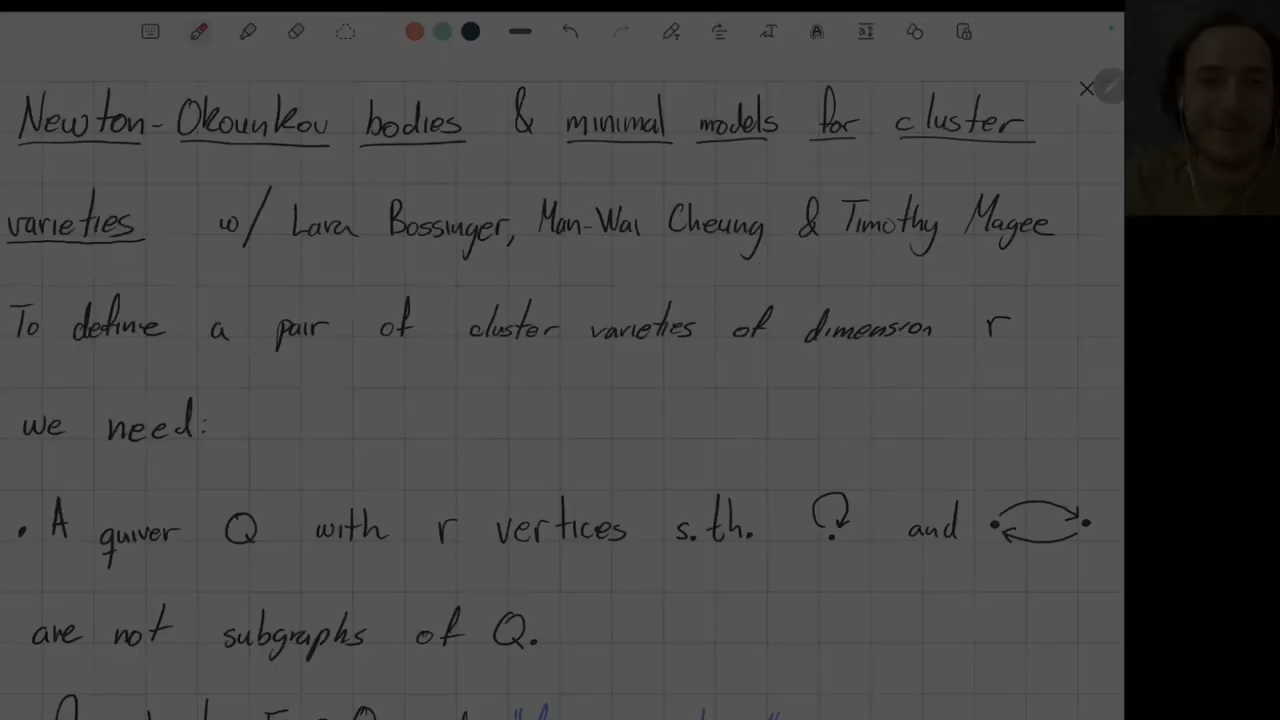 Newton-Okounkov bodies & minimal models for cluster
varieties w/ Lara Bossinger, Man-Wai Cheung & Timothy Magee
To define a pair of cluster varieties of dimension r
we need:
• A quiver Q with r vertices s.th. and
are not subgraphs of Q.